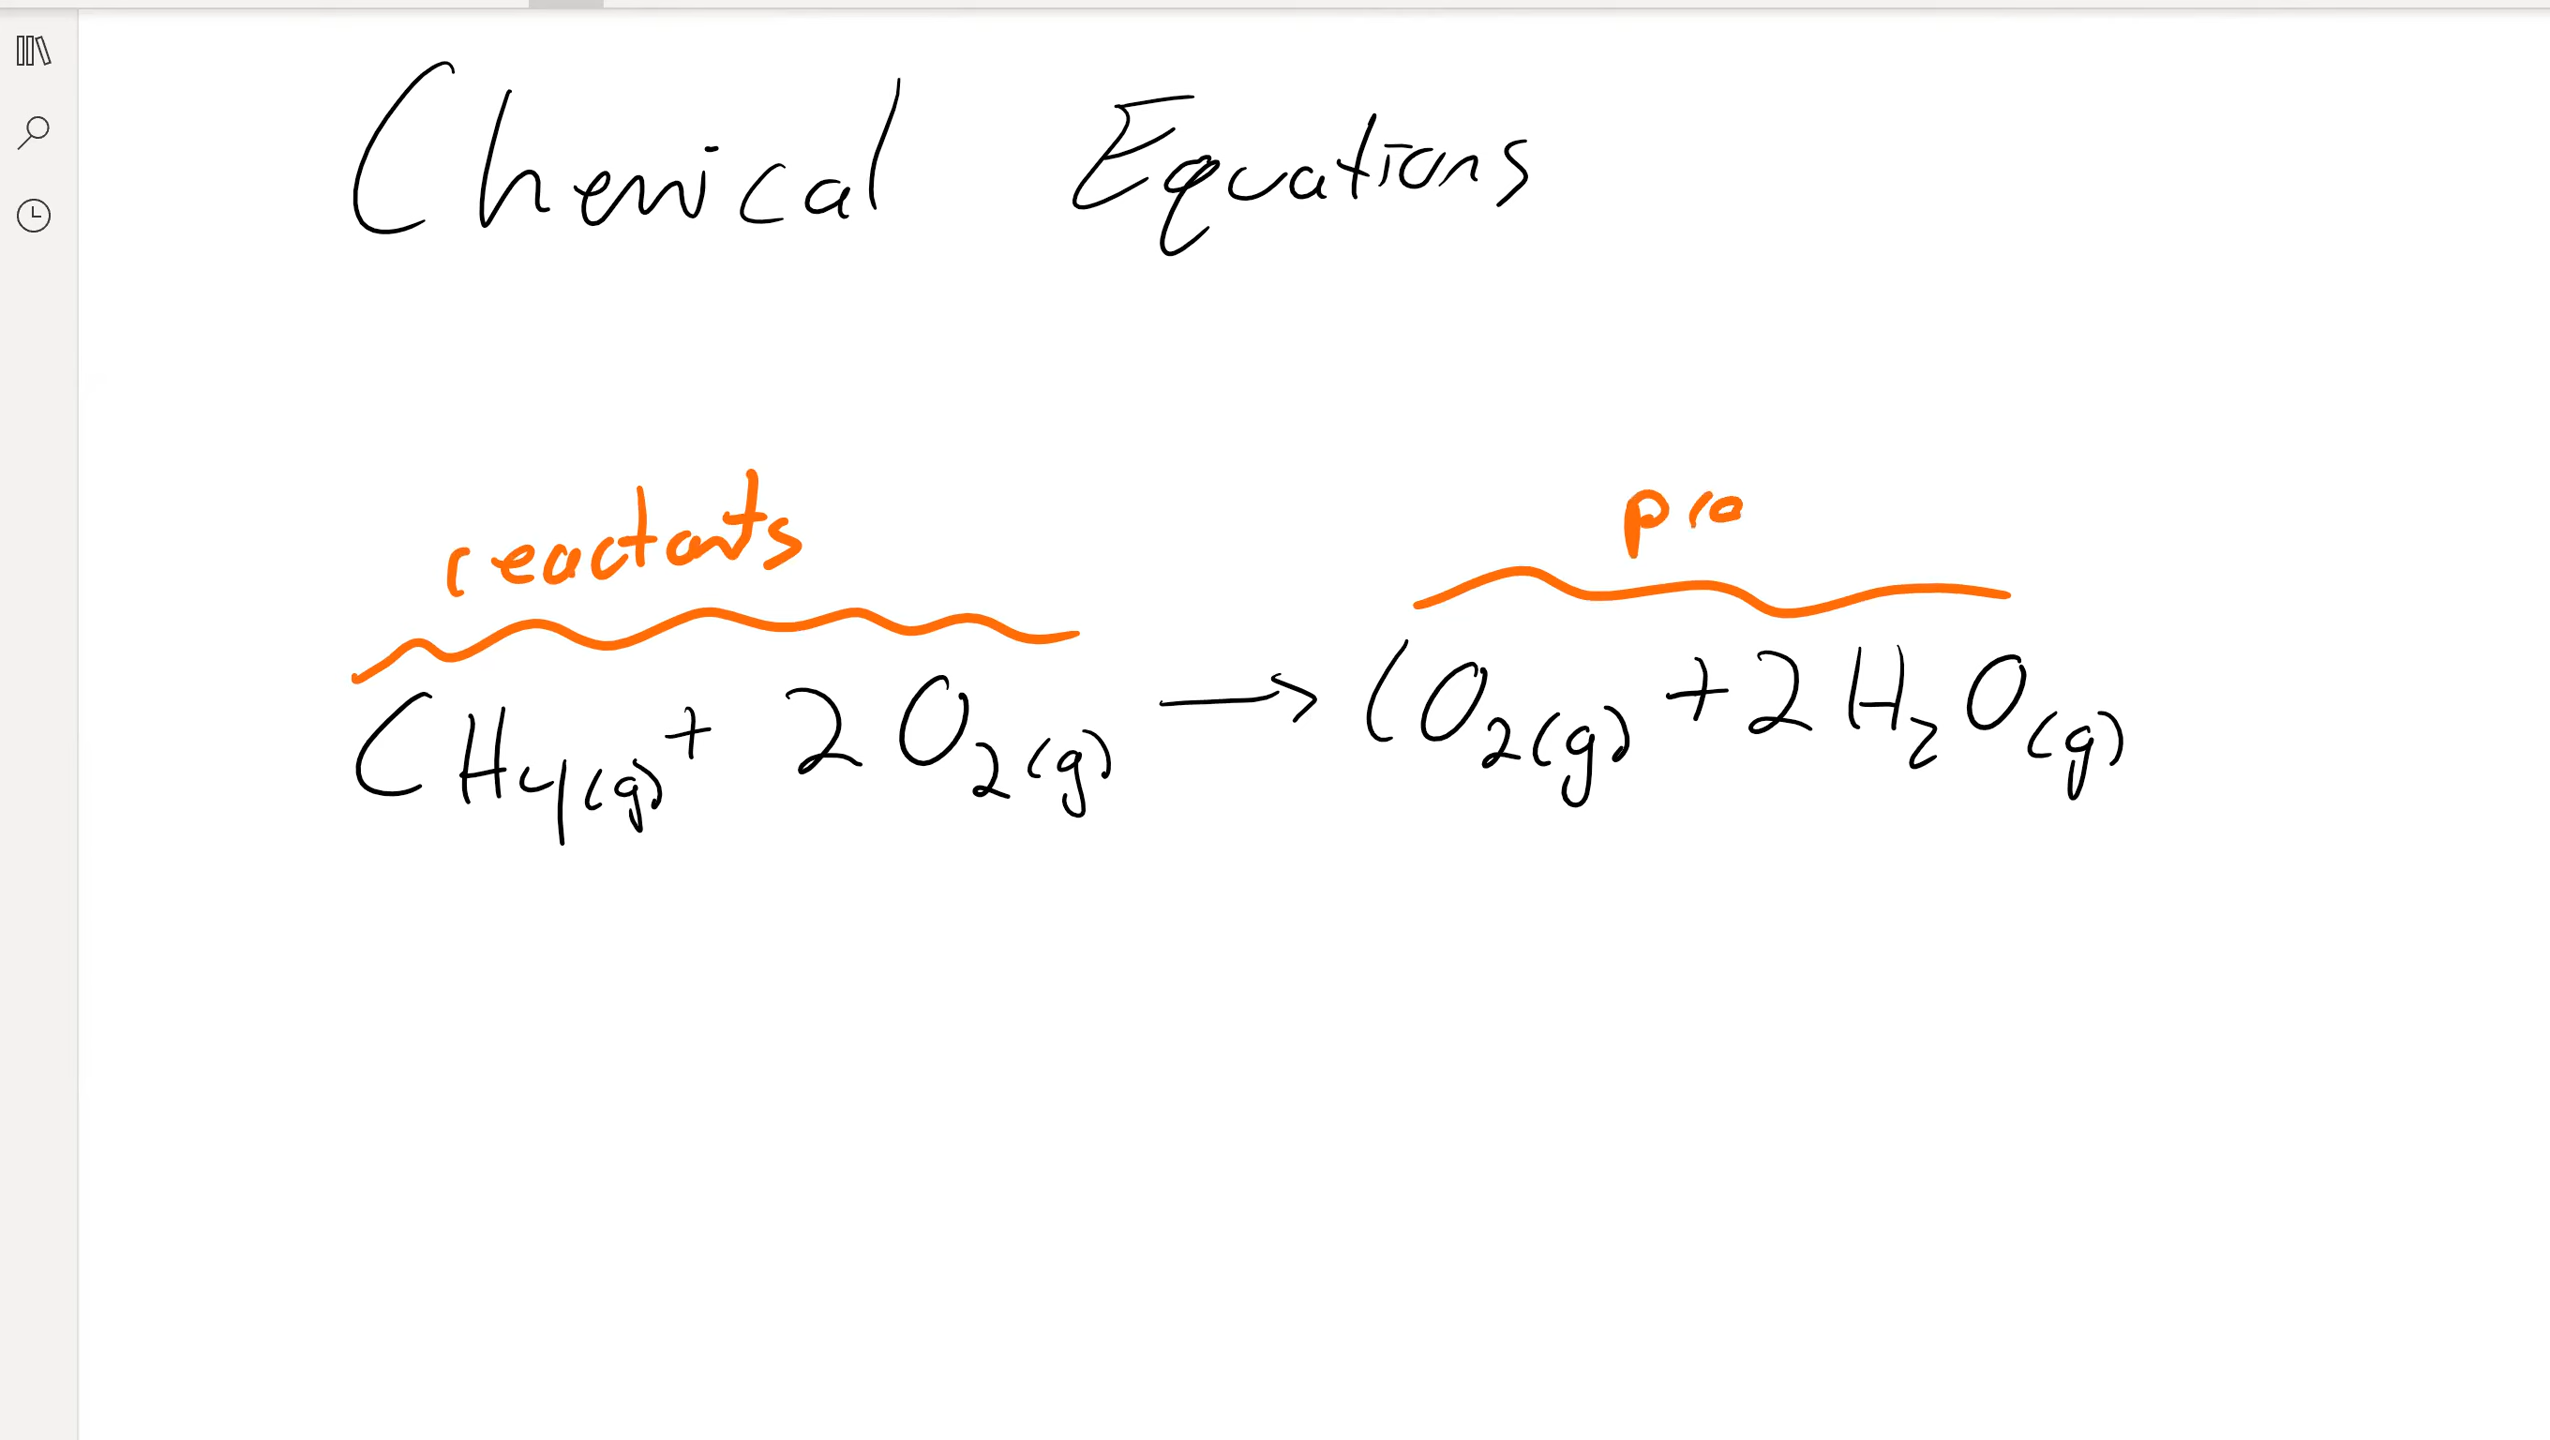 Chemical Equations
reactants pro
CH₄(g) + 2 O₂(g) → CO₂(g) + 2 H₂O(g)